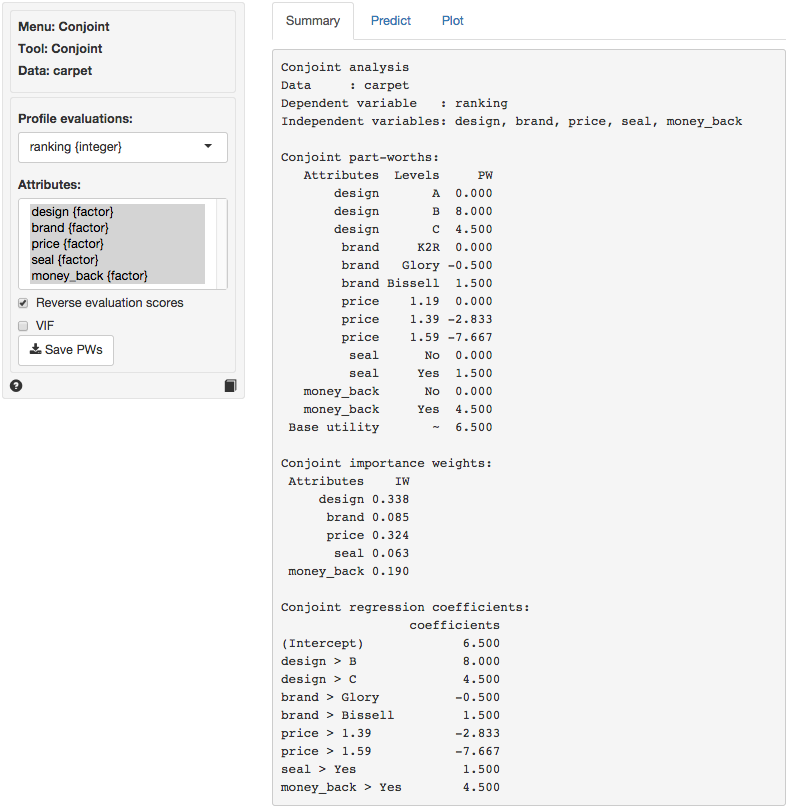 Menu: Conjoint
Tool: Conjoint
Data: carpet
Profile evaluations:
ranking {integer}
Attributes:
design {factor}
brand {factor}
price {factor}
seal {factor}
money_back {factor}
Reverse evaluation scores
VIF
Save PWs
?
Summary Predict Plot
Conjoint analysis
Data     : carpet
Dependent variable   : ranking
Independent variables: design, brand, price, seal, money_back
Conjoint part-worths:
Attributes  Levels     PW
design       A  0.000
design       B  8.000
design       C  4.500
brand     K2R  0.000
brand   Glory -0.500
brand Bissell  1.500
price    1.19  0.000
price    1.39 -2.833
price    1.59 -7.667
seal      No  0.000
seal     Yes  1.500
money_back      No  0.000
money_back     Yes  4.500
Base utility       ~  6.500
Conjoint importance weights:
Attributes    IW
design 0.338
brand 0.085
price 0.324
seal 0.063
money_back 0.190
Conjoint regression coefficients:
coefficients
(Intercept)             6.500
design > B              8.000
design > C              4.500
brand > Glory          -0.500
brand > Bissell         1.500
price > 1.39           -2.833
price > 1.59           -7.667
seal > Yes              1.500
money_back > Yes        4.500